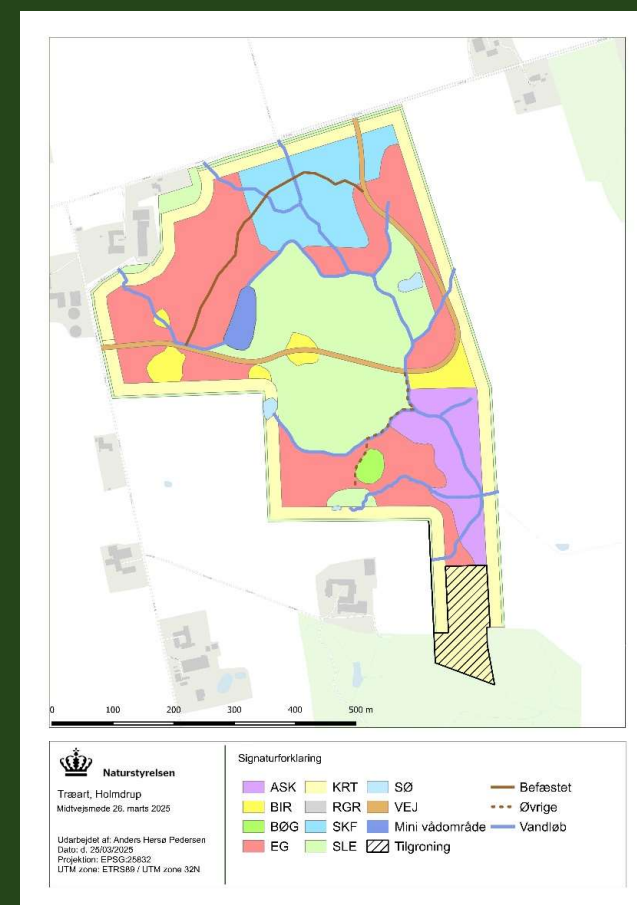 0 100 200 300 400 500 m
Naturstyrelsen
Træart, Holmdrup
Midtvejsmøde 26. marts 2025
Udarbejdet af: Anders Hersø Pedersen
Dato: d. 25/03/2025
Projektion: EPSG:25832
UTM zone: ETRS89 / UTM zone 32N
Signaturforklaring
ASK KRT SØ Befæstet
BIR RGR VEJ Øvrige
BØG SKF Mini vådområde Vandløb
EG SLE Tilgroning